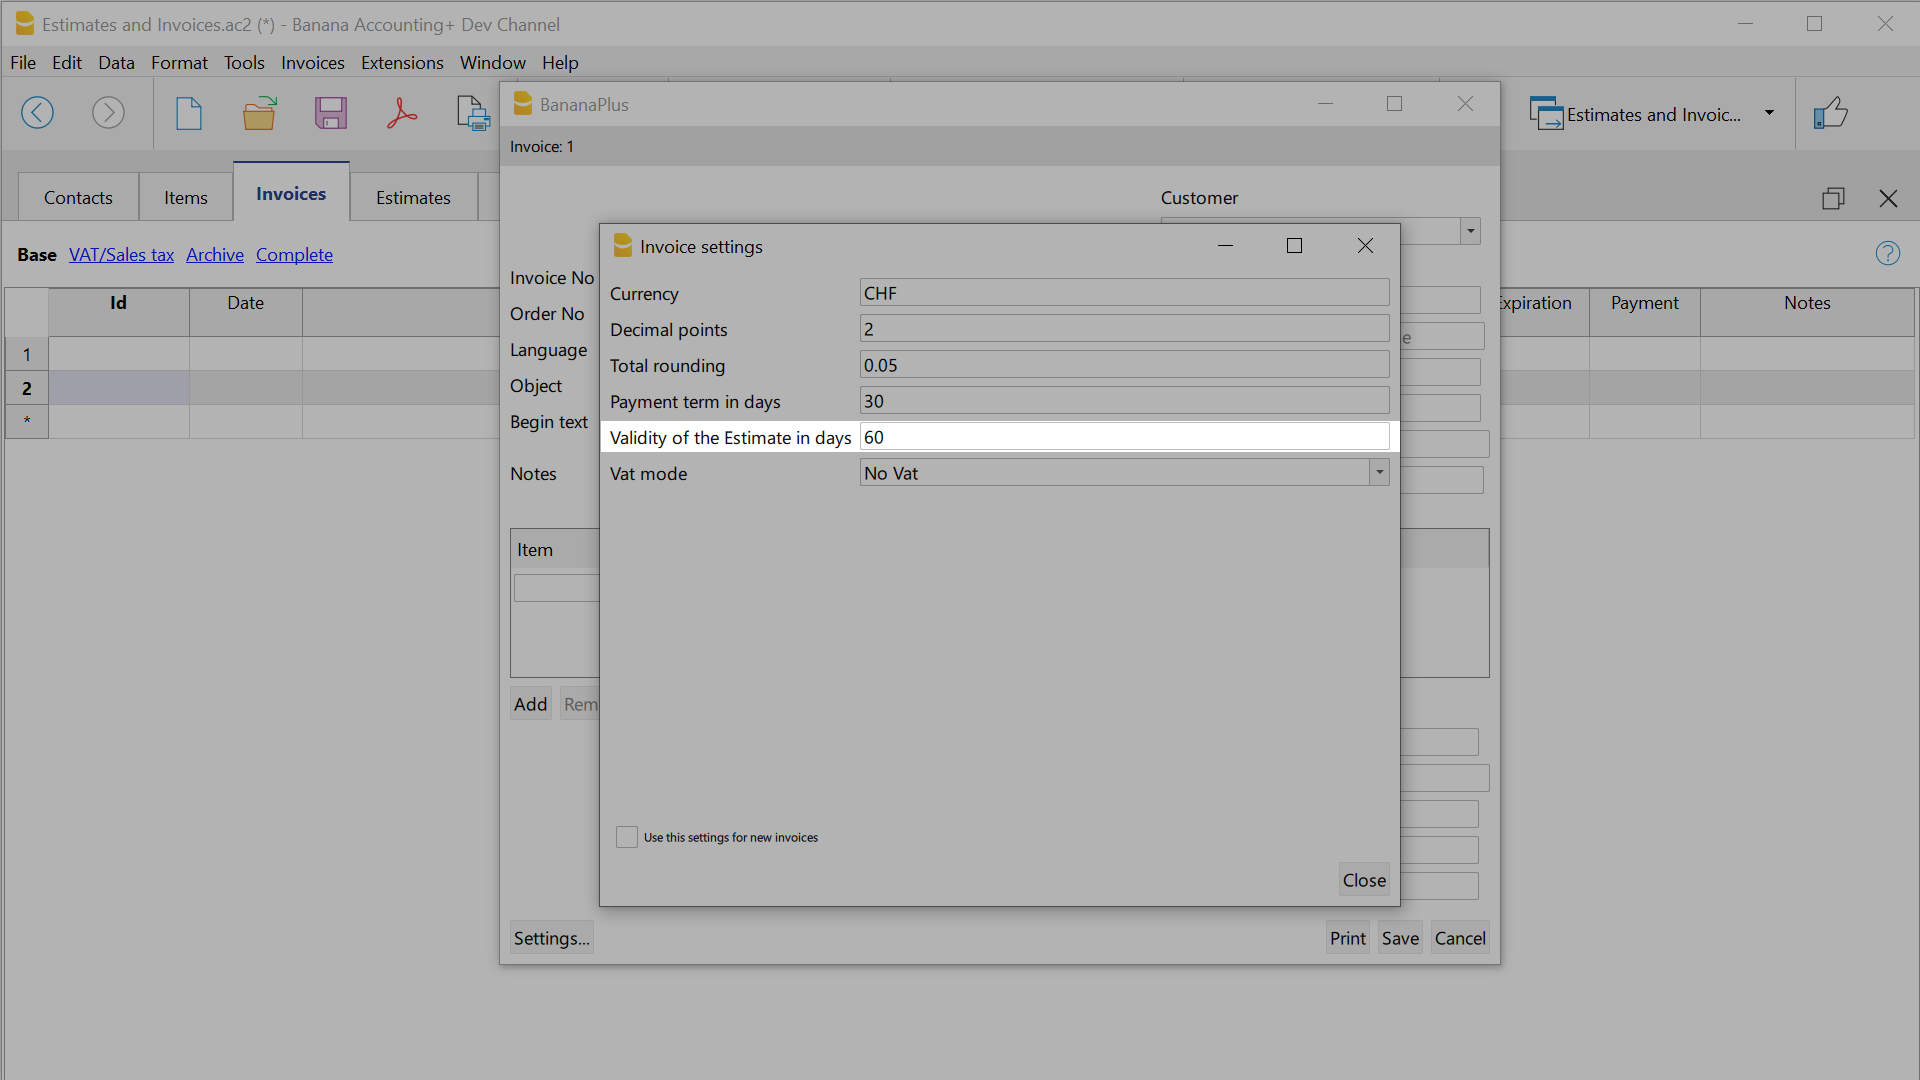 Estimates and Invoices.ac2 (*) - Banana Accounting+ Dev Channel
File Edit Data Format Tools Invoices Extensions Window Help
Estimates and Invoic...
BananaPlus
Invoice: 1
Contacts Items Invoices Estimates
Customer
Base VAT/Sales tax Archive Complete
Id Date Expiration Payment Notes
1
2
*
Invoice No
Order No
Language
Object
Begin text
Notes
e
Item
Add Rem
Invoice settings
Currency CHF
Decimal points 2
Total rounding 0.05
Payment term in days 30
Validity of the Estimate in days 60
Vat mode No Vat
Use this settings for new invoices
Close
Settings... Print Save Cancel